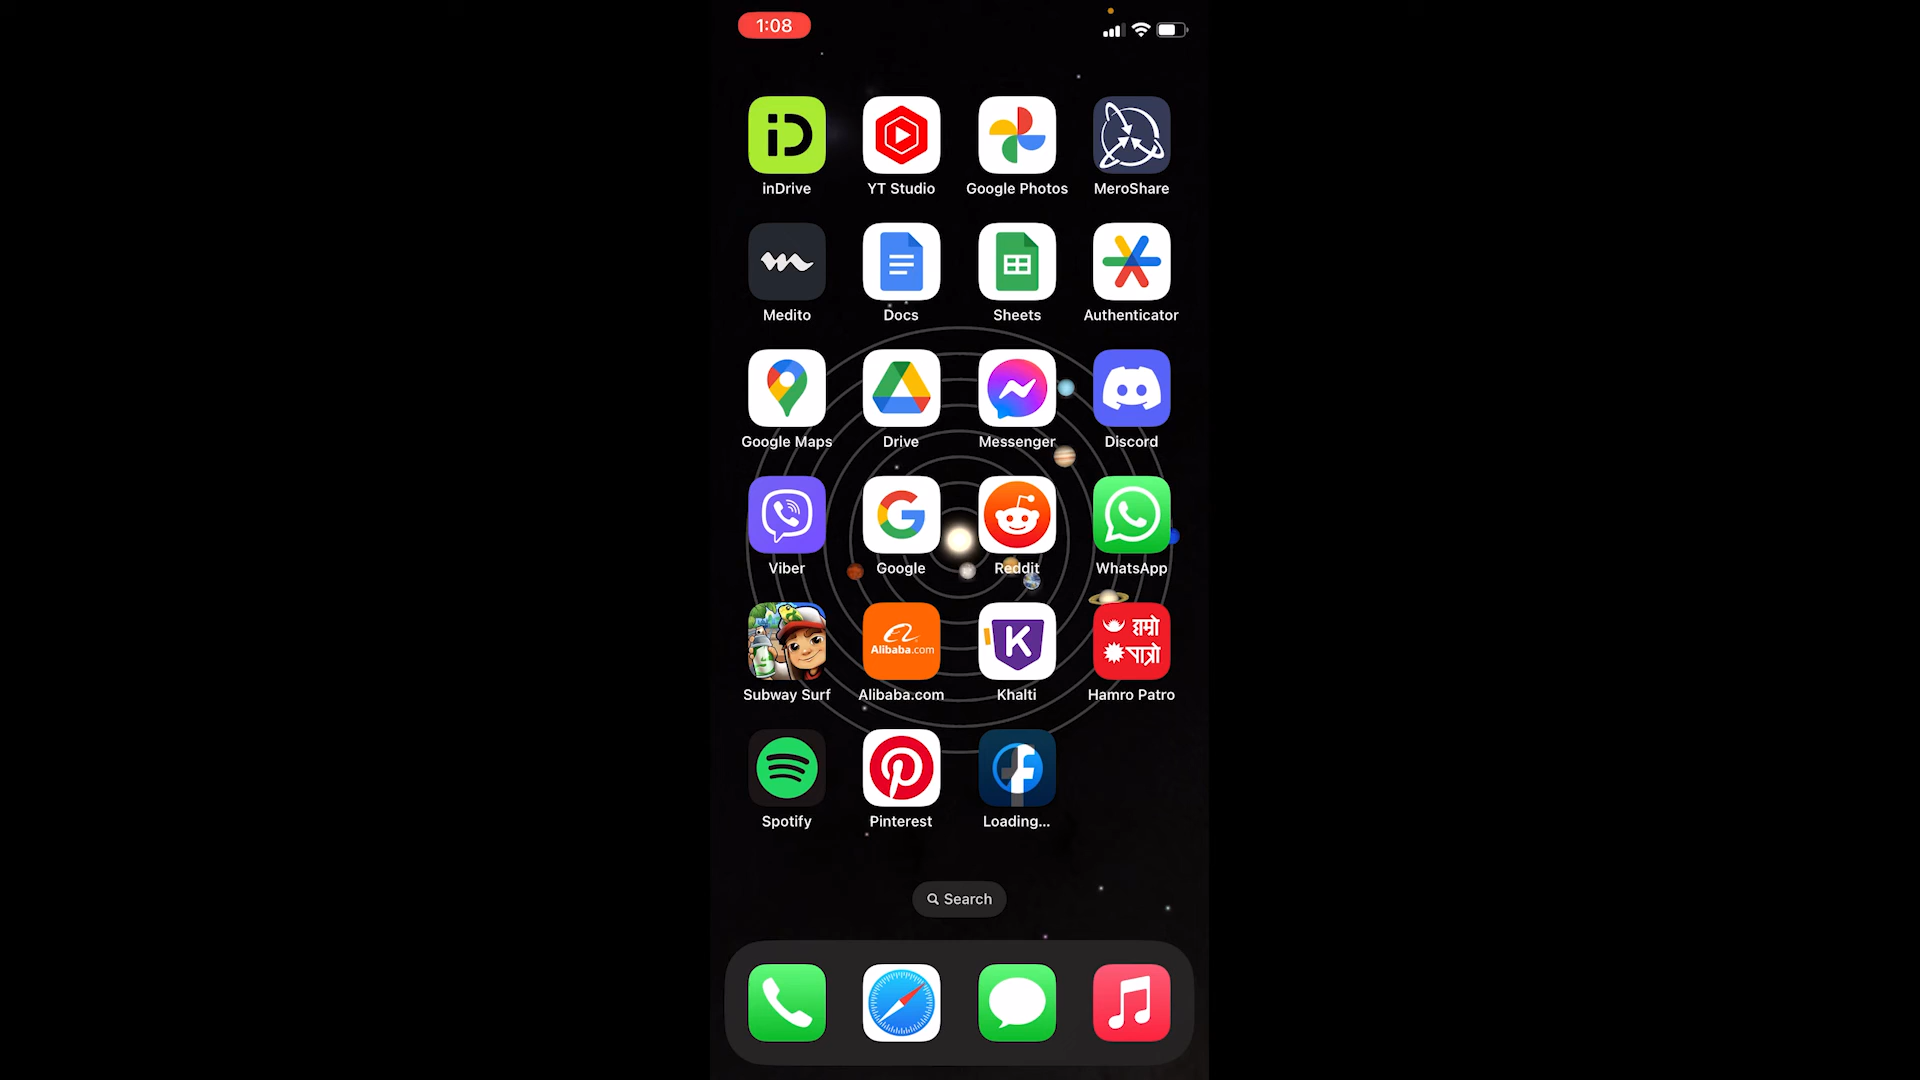 1:08
iD
inDrive
YT Studio
Google Photos
MeroShare
Medito
Docs
Sheets
Authenticator
Google Maps
Drive
Messenger
Discord
G
Viber
Google
Reddit
WhatsApp
Alibaba.com
K
हाम्रो
पात्रो
Subway Surf
Alibaba.com
Khalti
Hamro Patro
Spotify
Pinterest
Loading...
Search